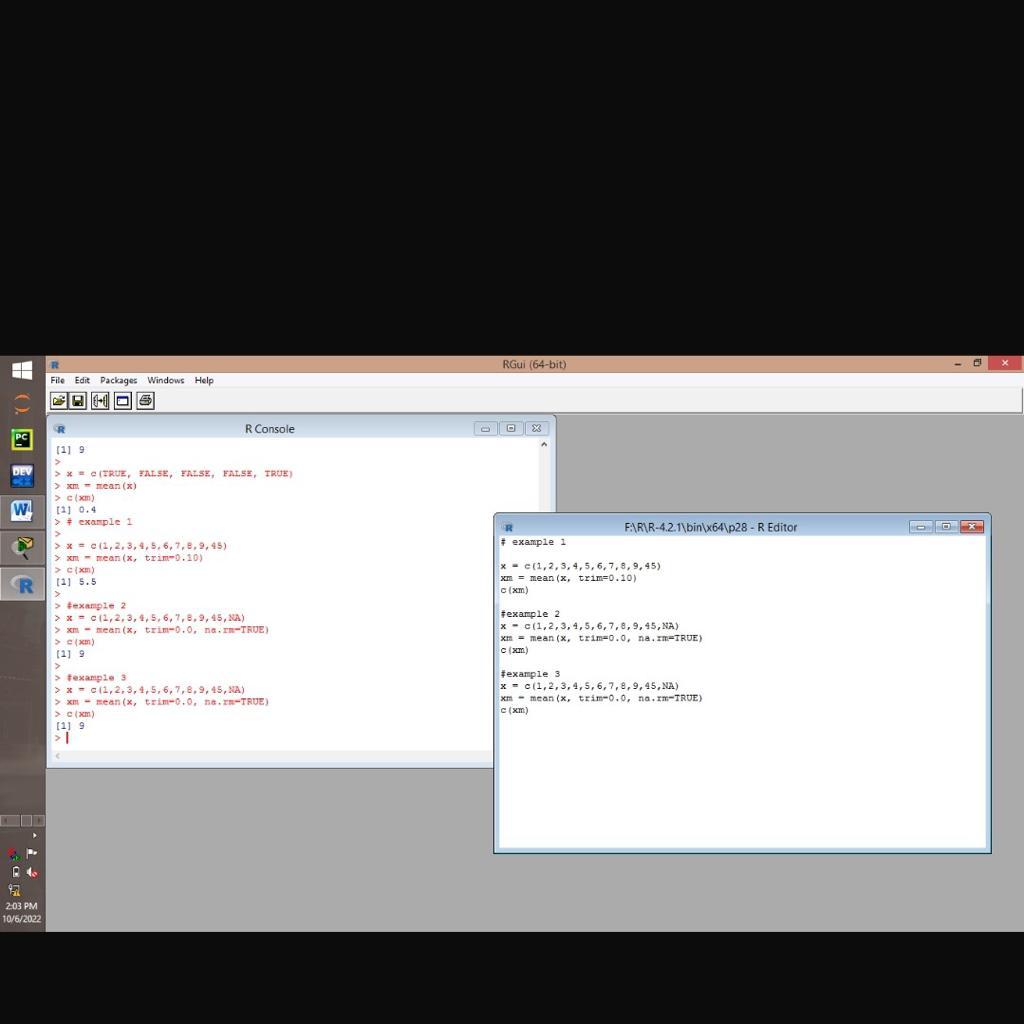 RGui (64-bit)
File Edit Packages Windows Help
R Console
[1] 9
>
> x = c(TRUE, FALSE, FALSE, FALSE, TRUE)
> xm = mean(x)
> c(xm)
[1] 0.4
> # example 1
>
> x = c(1,2,3,4,5,6,7,8,9,45)
> xm = mean(x, trim=0.10)
> c(xm)
[1] 5.5
>
> #example 2
> x = c(1,2,3,4,5,6,7,8,9,45,NA)
> xm = mean(x, trim=0.0, na.rm=TRUE)
> c(xm)
[1] 9
>
> #example 3
> x = c(1,2,3,4,5,6,7,8,9,45,NA)
> xm = mean(x, trim=0.0, na.rm=TRUE)
> c(xm)
[1] 9
>
F:\R\R-4.2.1\bin\x64\p28 - R Editor
# example 1
x = c(1,2,3,4,5,6,7,8,9,45)
xm = mean(x, trim=0.10)
c(xm)
#example 2
x = c(1,2,3,4,5,6,7,8,9,45,NA)
xm = mean(x, trim=0.0, na.rm=TRUE)
c(xm)
#example 3
x = c(1,2,3,4,5,6,7,8,9,45,NA)
xm = mean(x, trim=0.0, na.rm=TRUE)
c(xm)
PC
DEV
W
R
2:03 PM
10/6/2022